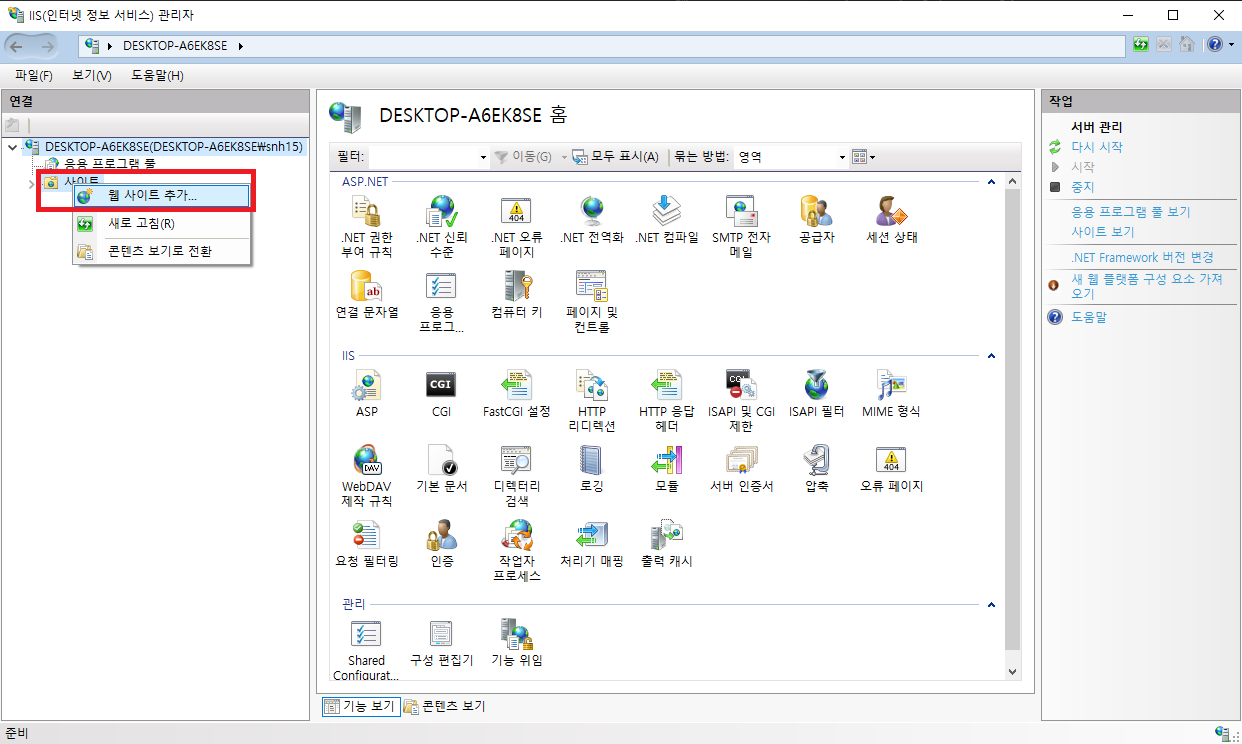 IIS(인터넷 정보 서비스) 관리자
DESKTOP-A6EK8SE
파일(F) 보기(V) 도움말(H)
연결
DESKTOP-A6EK8SE(DESKTOP-A6EK8SE₩snh15)
응용 프로그램 풀
사이트
웹 사이트 추가...
새로 고침(R)
콘텐츠 보기로 전환
DESKTOP-A6EK8SE 홈
필터: 이동(G) 모두 표시(A) 묶는 방법: 영역
ASP.NET
.NET 권한
부여 규칙
.NET 신뢰
수준
.NET 오류
페이지
.NET 전역화
.NET 컴파일
SMTP 전자
메일
공급자
세션 상태
연결 문자열
응용
프로그...
컴퓨터 키
페이지 및
컨트롤
IIS
ASP
CGI
FastCGI 설정
HTTP
리디렉션
HTTP 응답
헤더
ISAPI 및 CGI
제한
ISAPI 필터
MIME 형식
WebDAV
제작 규칙
기본 문서
디렉터리
검색
로깅
모듈
서버 인증서
압축
오류 페이지
요청 필터링
인증
작업자
프로세스
처리기 매핑
출력 캐시
관리
Shared
Configurat...
구성 편집기
기능 위임
기능 보기 콘텐츠 보기
작업
서버 관리
다시 시작
시작
중지
응용 프로그램 풀 보기
사이트 보기
.NET Framework 버전 변경
새 웹 플랫폼 구성 요소 가져
오기
도움말
준비